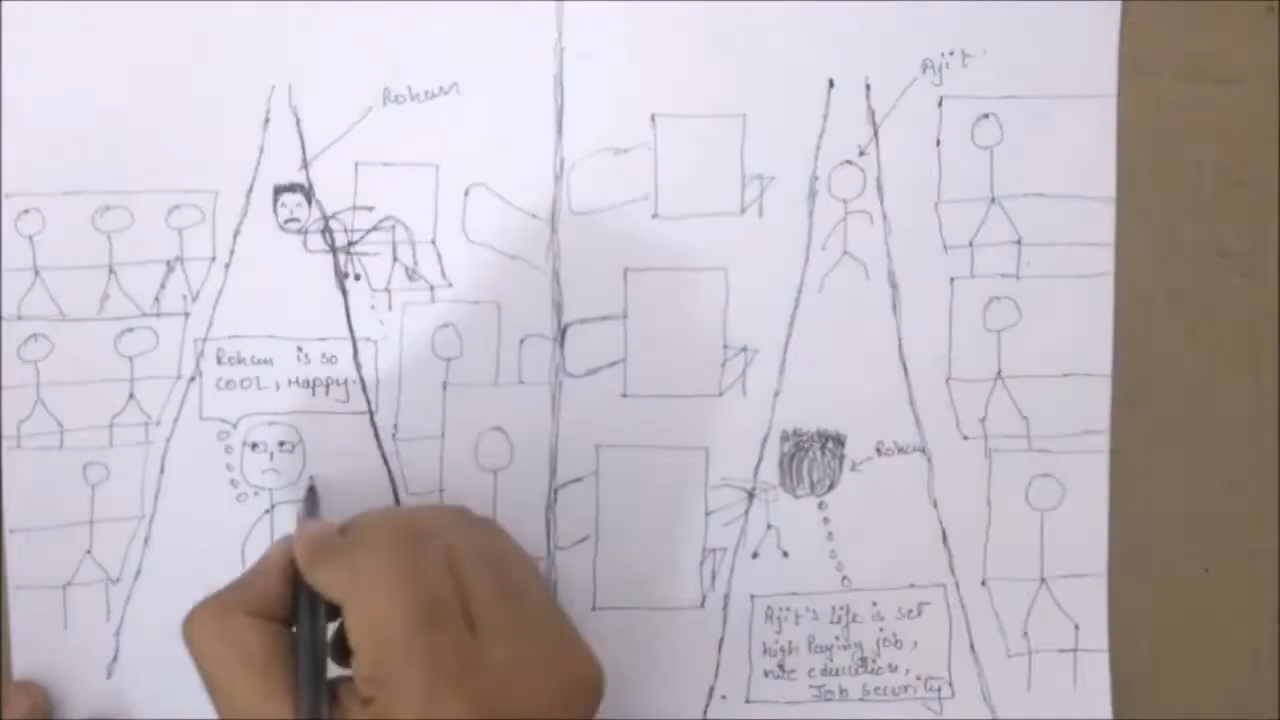 Rohan
Rohan is so
COOL, Happy.
Ajit
Rohan
Ajit's life is set
high Paying job,
nice education,
Job security